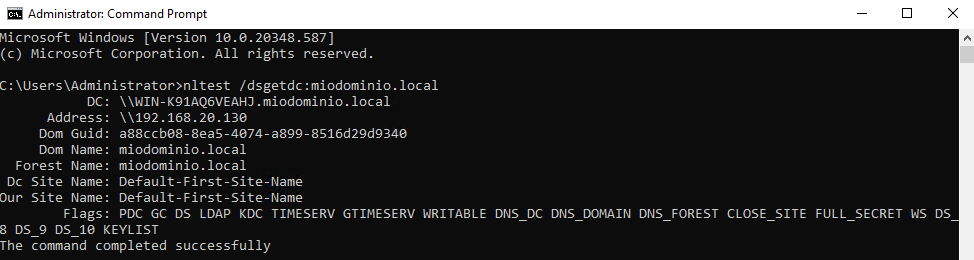 Administrator: Command Prompt
Microsoft Windows [Version 10.0.20348.587]
(c) Microsoft Corporation. All rights reserved.
C:\Users\Administrator>nltest /dsgetdc:miodominio.local
DC: \\WIN-K91AQ6VEAHJ.miodominio.local
Address: \\192.168.20.130
Dom Guid: a88ccb08-8ea5-4074-a899-8516d29d9340
Dom Name: miodominio.local
Forest Name: miodominio.local
Dc Site Name: Default-First-Site-Name
Our Site Name: Default-First-Site-Name
Flags: PDC GC DS LDAP KDC TIMESERV GTIMESERV WRITABLE DNS_DC DNS_DOMAIN DNS_FOREST CLOSE_SITE FULL_SECRET WS DS_
8 DS_9 DS_10 KEYLIST
The command completed successfully